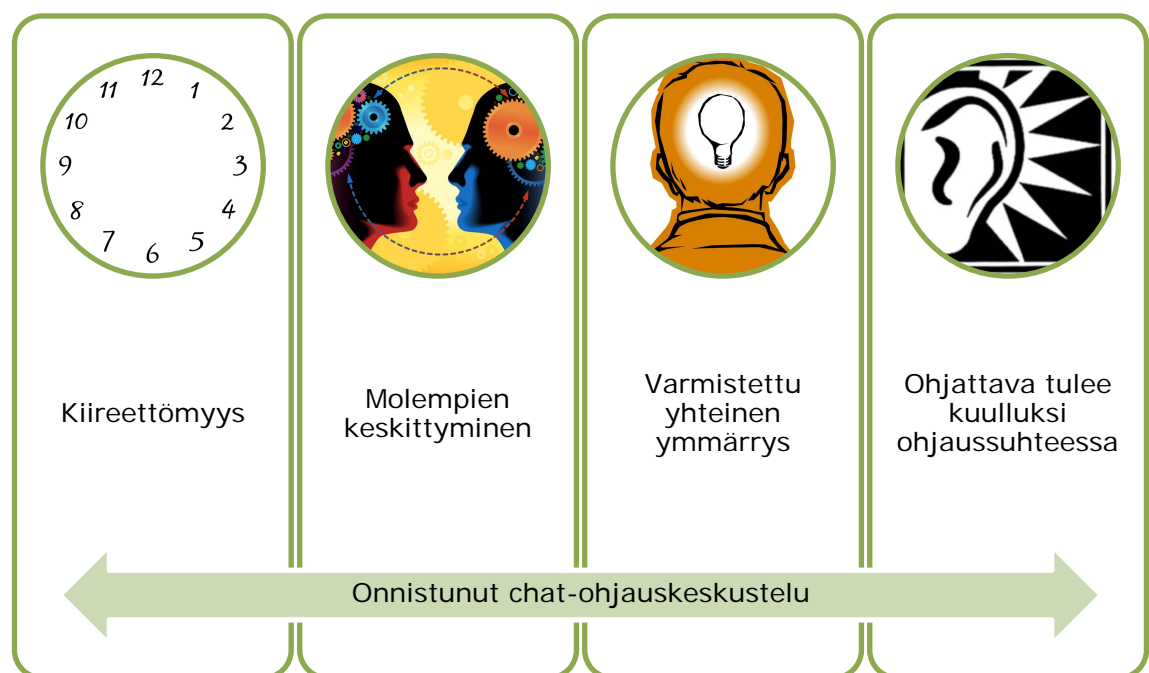 12
11
1
10
2
9
3
8
4
7
5
6
Kiireettömyys
Molempien
keskittyminen
Varmistettu
yhteinen
ymmärrys
Ohjattava tulee
kuulluksi
ohjaussuhteessa
Onnistunut chat-ohjauskeskustelu